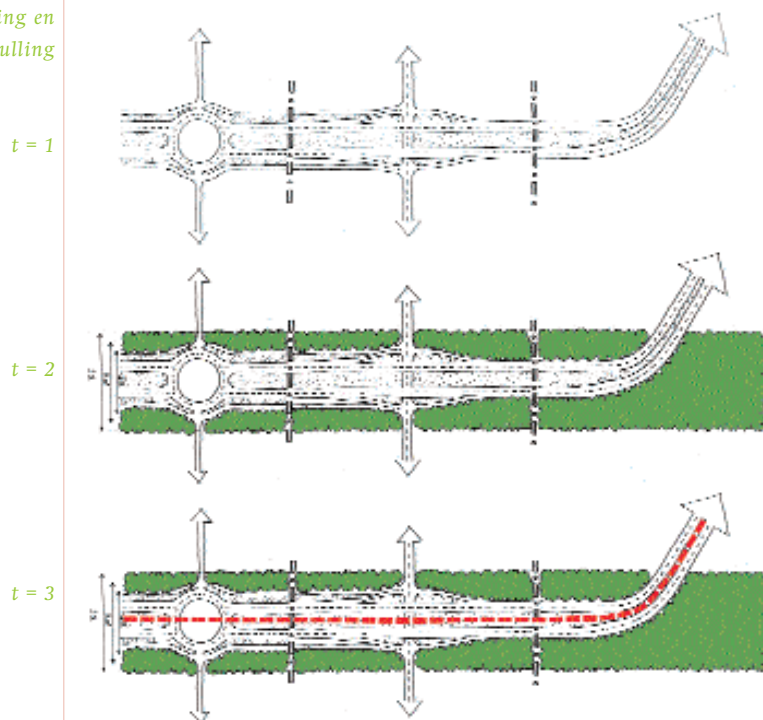 ing en
ulling
t = 1
t = 2
t = 3